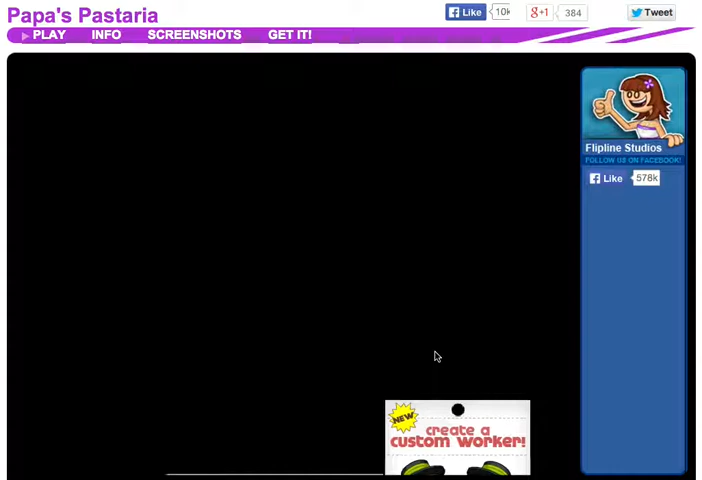 Papa's Pastaria
Like 10k
g+1 384
Tweet
PLAY INFO SCREENSHOTS GET IT!
Flipline Studios
FOLLOW US ON FACEBOOK!
Like 578k
NEW
create a
custom worker!